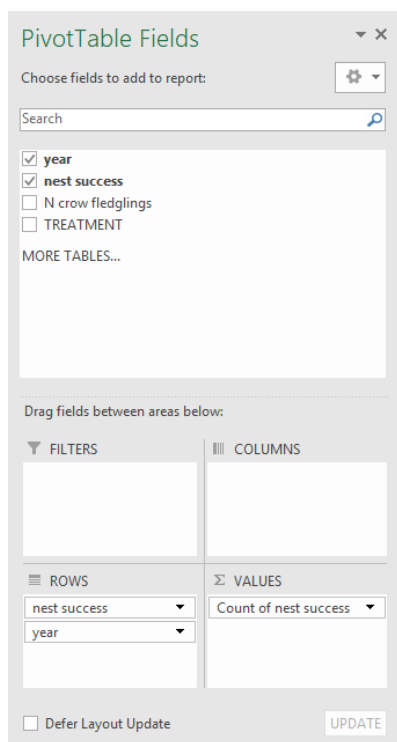 PivotTable Fields
Choose fields to add to report:
Search
year
nest success
N crow fledglings
TREATMENT
MORE TABLES...
Drag fields between areas below:
FILTERS
COLUMNS
ROWS
nest success
year
Σ VALUES
Count of nest success
Defer Layout Update
UPDATE